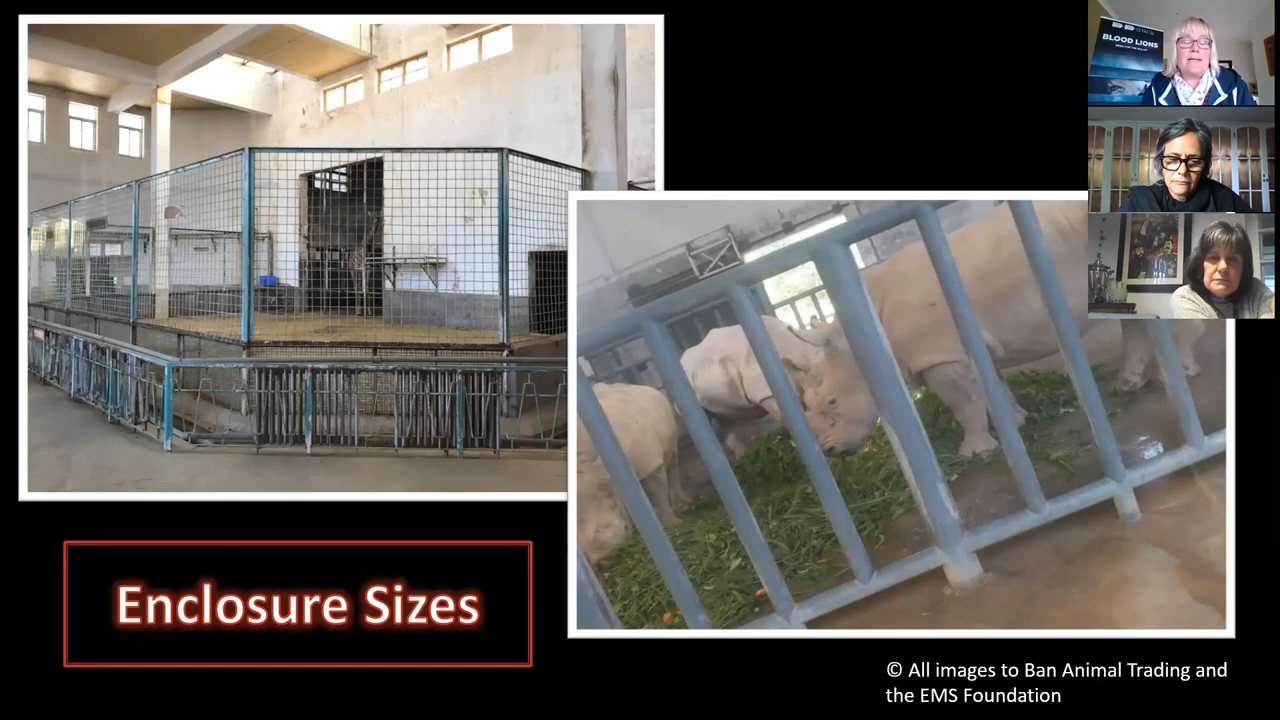 BLOOD LIONS
Enclosure Sizes
© All images to Ban Animal Trading and
the EMS Foundation